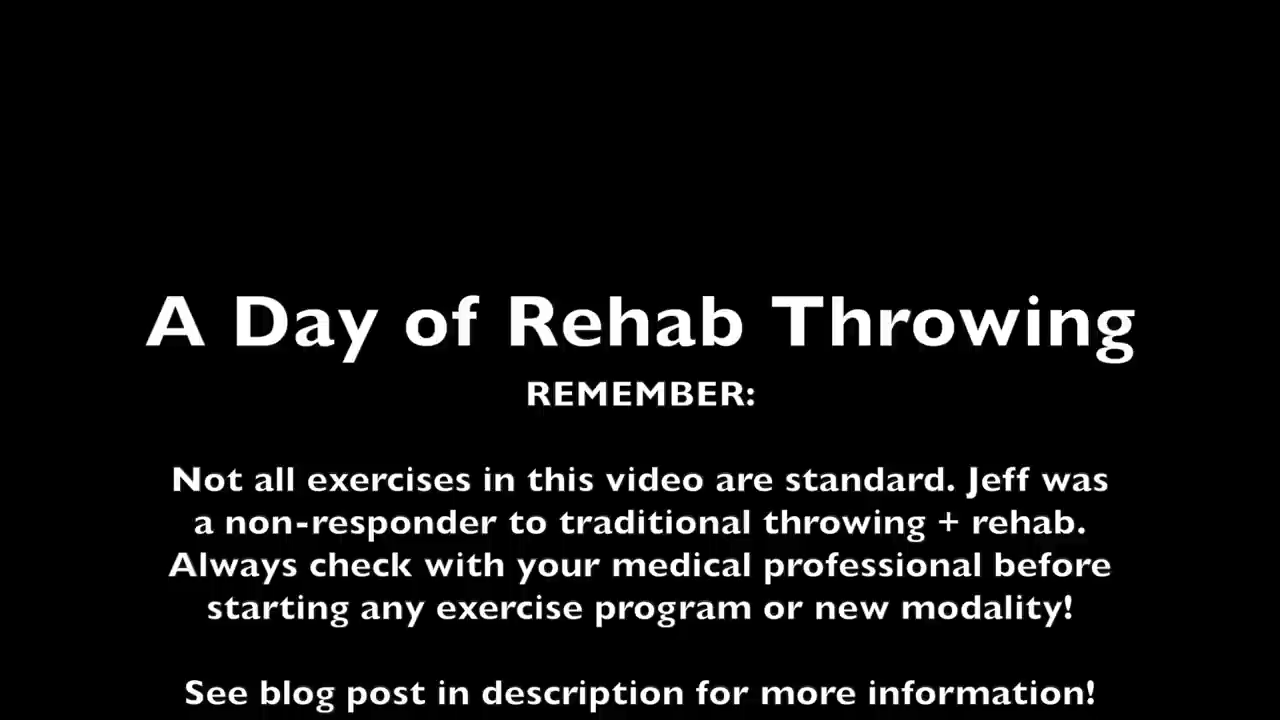 A Day of Rehab Throwing
REMEMBER:
Not all exercises in this video are standard. Jeff was
a non-responder to traditional throwing + rehab.
Always check with your medical professional before
starting any exercise program or new modality!
See blog post in description for more information!